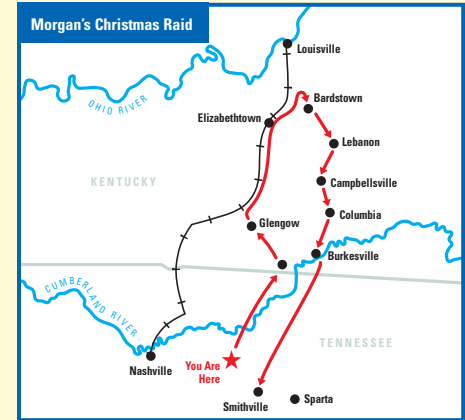 Morgan's Christmas Raid
Louisville
OHIO RIVER
Bardstown
Elizabethtown
Lebanon
KENTUCKY
Campbellsville
Columbia
Glengow
Burkesville
CUMBERLAND RIVER
TENNESSEE
Nashville
You Are
Here
Smithville
Sparta